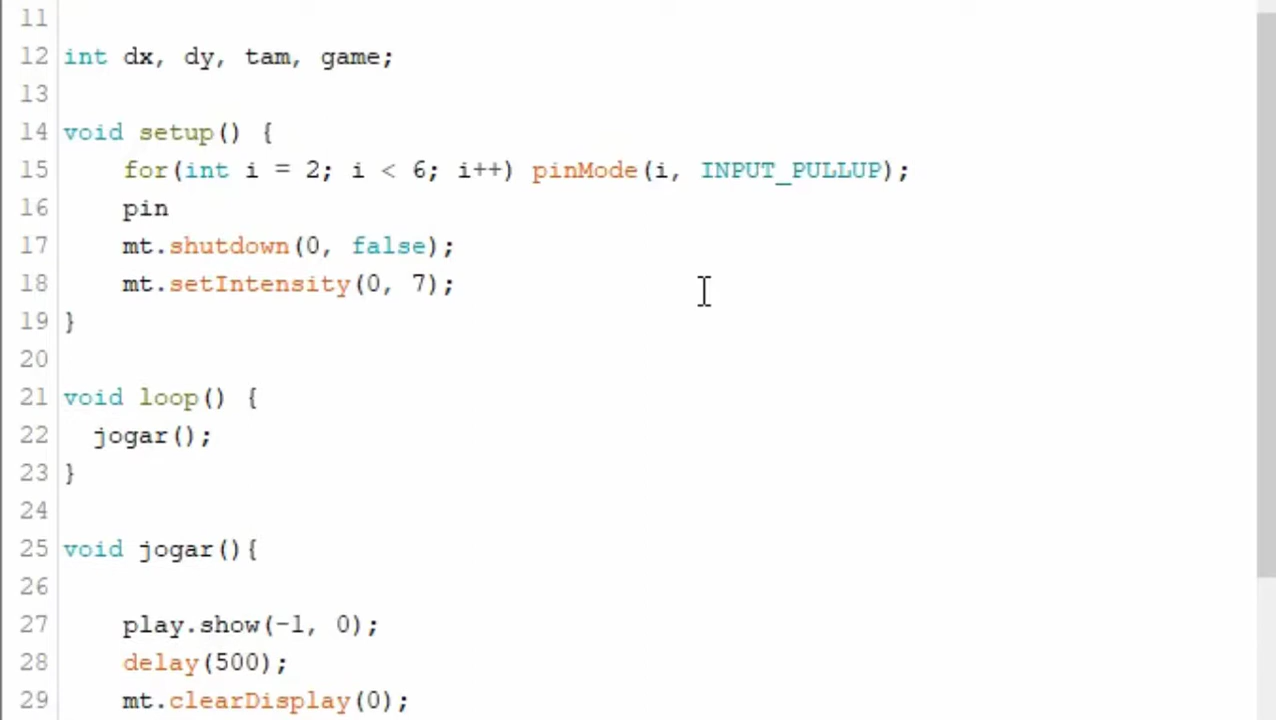 11
12 int dx, dy, tam, game;
13
14 void setup() {
15 for(int i = 2; i < 6; i++) pinMode(i, INPUT_PULLUP);
16 pin
17 mt.shutdown(0, false);
18 mt.setIntensity(0, 7);
19 }
20
21 void loop() {
22 jogar();
23 }
24
25 void jogar(){
26
27 play.show(-1, 0);
28 delay(500);
29 mt.clearDisplay(0);